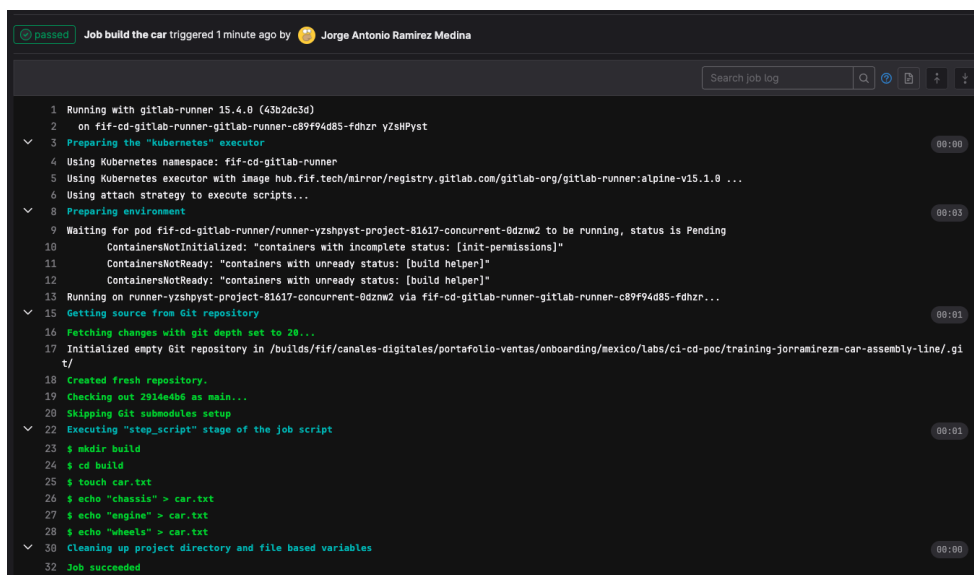 passed Job build the car triggered 1 minute ago by Jorge Antonio Ramirez Medina
Search job log
1 Running with gitlab-runner 15.4.0 (43b2dc3d)
2 on fif-cd-gitlab-runner-gitlab-runner-c89f94d85-fdhzr yZsHPyst
3 Preparing the "kubernetes" executor 00:00
4 Using Kubernetes namespace: fif-cd-gitlab-runner
5 Using Kubernetes executor with image hub.fif.tech/mirror/registry.gitlab.com/gitlab-org/gitlab-runner:alpine-v15.1.0 ...
6 Using attach strategy to execute scripts...
8 Preparing environment 00:03
9 Waiting for pod fif-cd-gitlab-runner/runner-yzshpyst-project-81617-concurrent-0dznw2 to be running, status is Pending
10 ContainersNotInitialized: "containers with incomplete status: [init-permissions]"
11 ContainersNotReady: "containers with unready status: [build helper]"
12 ContainersNotReady: "containers with unready status: [build helper]"
13 Running on runner-yzshpyst-project-81617-concurrent-0dznw2 via fif-cd-gitlab-runner-gitlab-runner-c89f94d85-fdhzr...
15 Getting source from Git repository 00:01
16 Fetching changes with git depth set to 20...
17 Initialized empty Git repository in /builds/fif/canales-digitales/portafolio-ventas/onboarding/mexico/labs/ci-cd-poc/training-jorramirezm-car-assembly-line/.gi
t/
18 Created fresh repository.
19 Checking out 2914e4b6 as main...
20 Skipping Git submodules setup
22 Executing "step_script" stage of the job script 00:01
23 $ mkdir build
24 $ cd build
25 $ touch car.txt
26 $ echo "chassis" > car.txt
27 $ echo "engine" > car.txt
28 $ echo "wheels" > car.txt
30 Cleaning up project directory and file based variables 00:00
32 Job succeeded